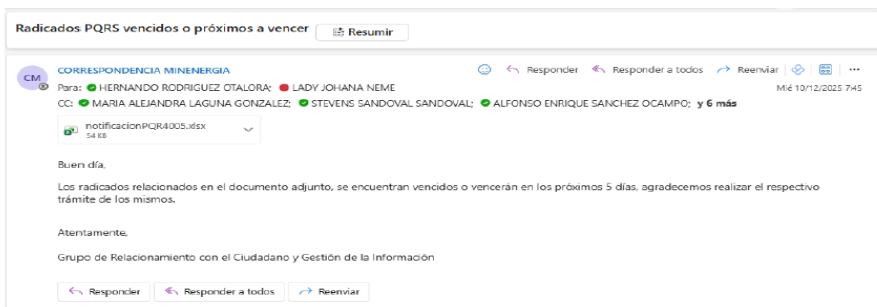 Radicados PQRS vencidos o próximos a vencer Resumir
CM
CORRESPONDENCIA MINENERGIA
Responder Responder a todos Reenviar
Para: HERNANDO RODRIGUEZ OTALORA; LADY JOHANA NEME
Mié 10/12/2025 7:45
CC: MARIA ALEJANDRA LAGUNA GONZALEZ; STEVENS SANDOVAL SANDOVAL; ALFONSO ENRIQUE SANCHEZ OCAMPO; y 6 más
notificacionPQR4005.xlsx
54 KB
Buen día,
Los radicados relacionados en el documento adjunto, se encuentran vencidos o vencerán en los próximos 5 días, agradecemos realizar el respectivo
trámite de los mismos.
Atentamente,
Grupo de Relacionamiento con el Ciudadano y Gestión de la Información
Responder Responder a todos Reenviar